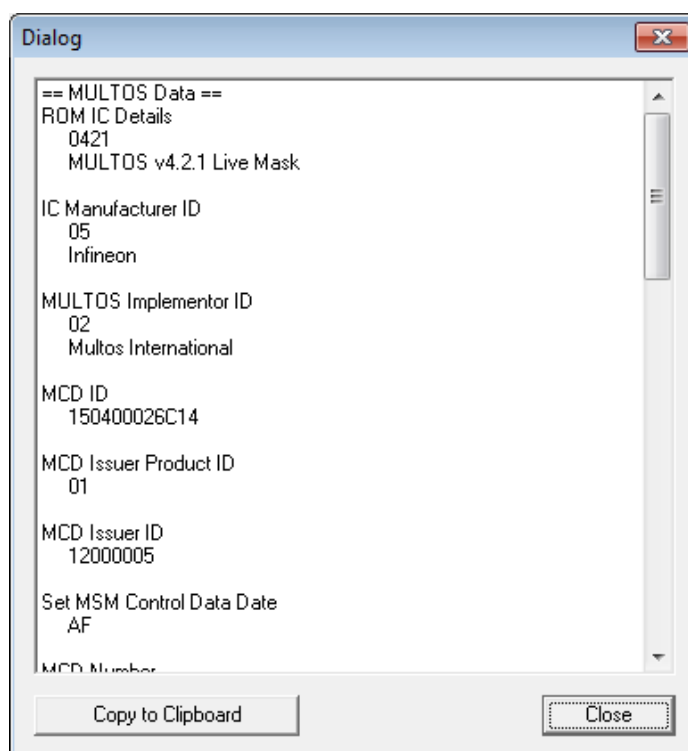 Dialog
== MULTOS Data ==
ROM IC Details
0421
MULTOS v4.2.1 Live Mask
IC Manufacturer ID
05
Infineon
MULTOS Implementor ID
02
Multos International
MCD ID
150400026C14
MCD Issuer Product ID
01
MCD Issuer ID
12000005
Set MSM Control Data Date
AF
MCD Number
Copy to Clipboard
Close